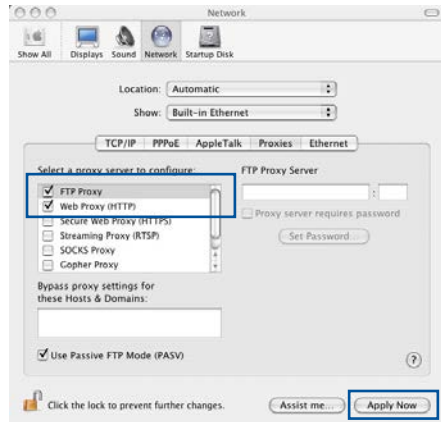 Network
Show All Displays Sound Network Startup Disk
Location: Automatic
Show: Built-in Ethernet
TCP/IP PPPoE AppleTalk Proxies Ethernet
Select a proxy server to configure: FTP Proxy Server
FTP Proxy :
Web Proxy (HTTP) Proxy server requires password
Secure Web Proxy (HTTPS)
Streaming Proxy (RTSP) Set Password...
SOCKS Proxy
Gopher Proxy
Bypass proxy settings for
these Hosts & Domains:
Use Passive FTP Mode (PASV) ?
Click the lock to prevent further changes. Assist me... Apply Now